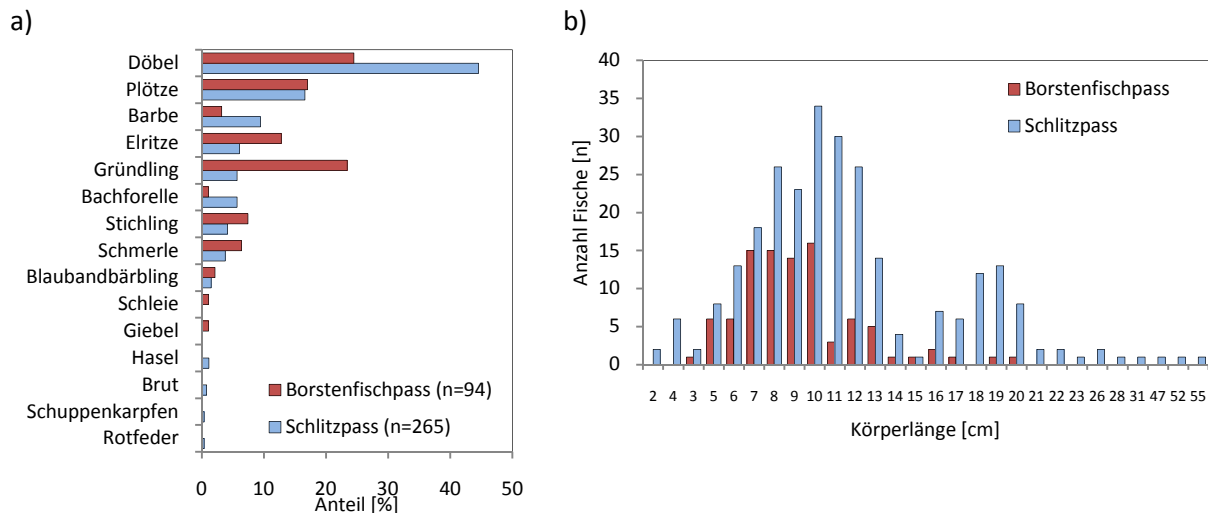 a)
Döbel
Plötze
Barbe
Elritze
Gründling
Bachforelle
Stichling
Schmerle
Blaubandbärbling
Schleie
Giebel
Hasel
Brut
Schuppenkarpfen
Rotfeder
Borstenfischpass (n=94)
Schlitzpass (n=265)
0 10 20 30 40 50
Anteil [%]
b)
40
35
30
25
20
15
10
5
0
Anzahl Fische [n]
Borstenfischpass
Schlitzpass
2 4 3 5 6 7 8 9 10 11 12 13 14 15 16 17 18 19 20 21 22 23 26 28 31 47 52 55
Körperlänge [cm]